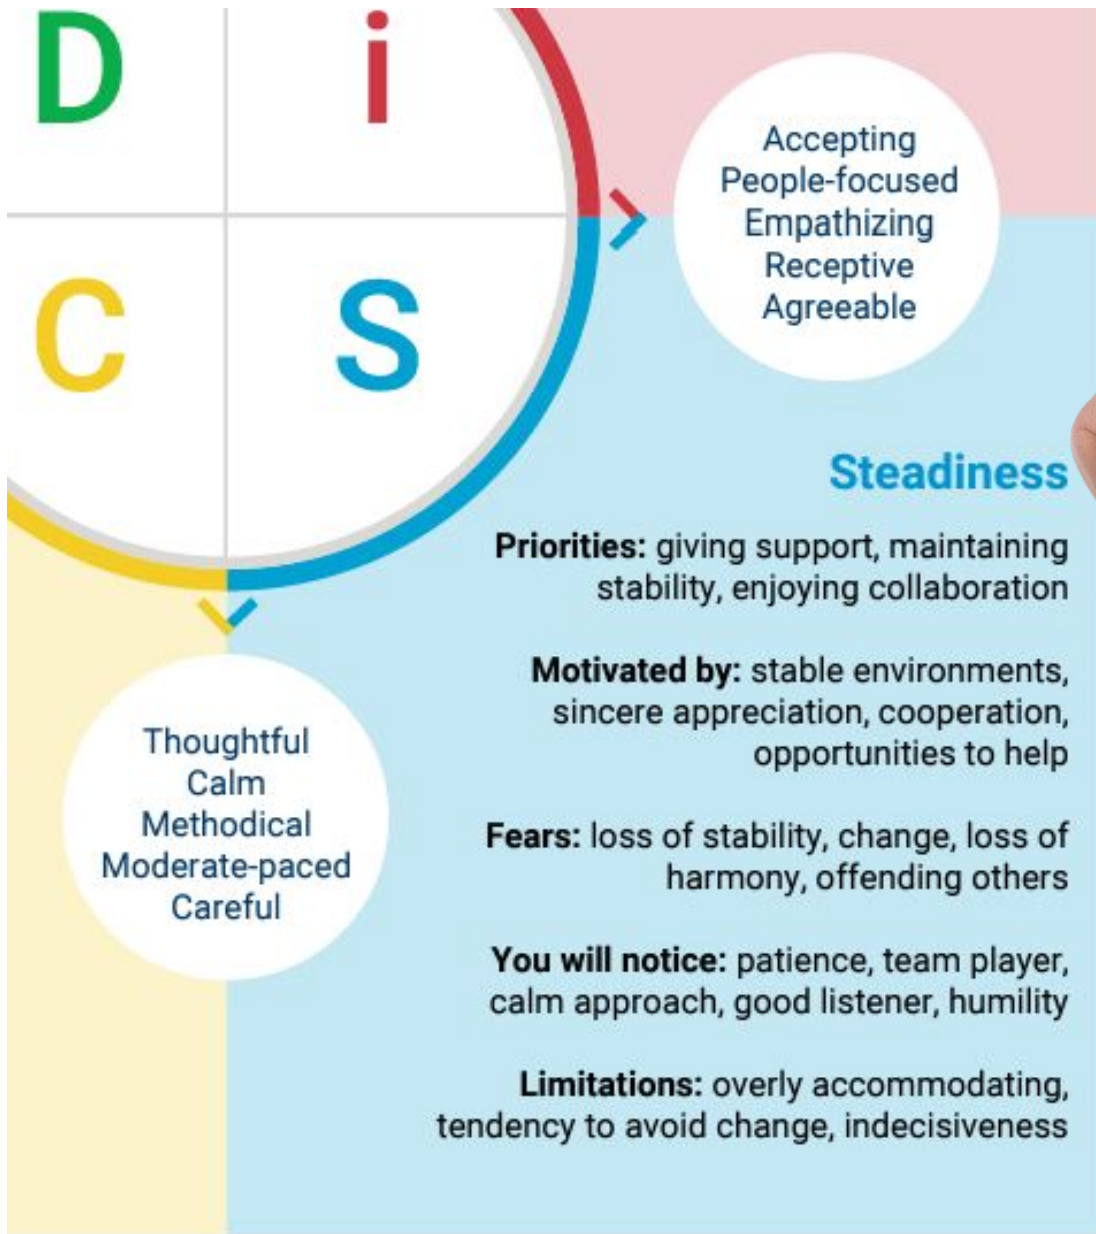 D
i
C
S
Accepting
People-focused
Empathizing
Receptive
Agreeable
Steadiness
Priorities: giving support, maintaining
stability, enjoying collaboration
Motivated by: stable environments,
sincere appreciation, cooperation,
opportunities to help
Fears: loss of stability, change, loss of
harmony, offending others
You will notice: patience, team player,
calm approach, good listener, humility
Limitations: overly accommodating,
tendency to avoid change, indecisiveness
Thoughtful
Calm
Methodical
Moderate-paced
Careful